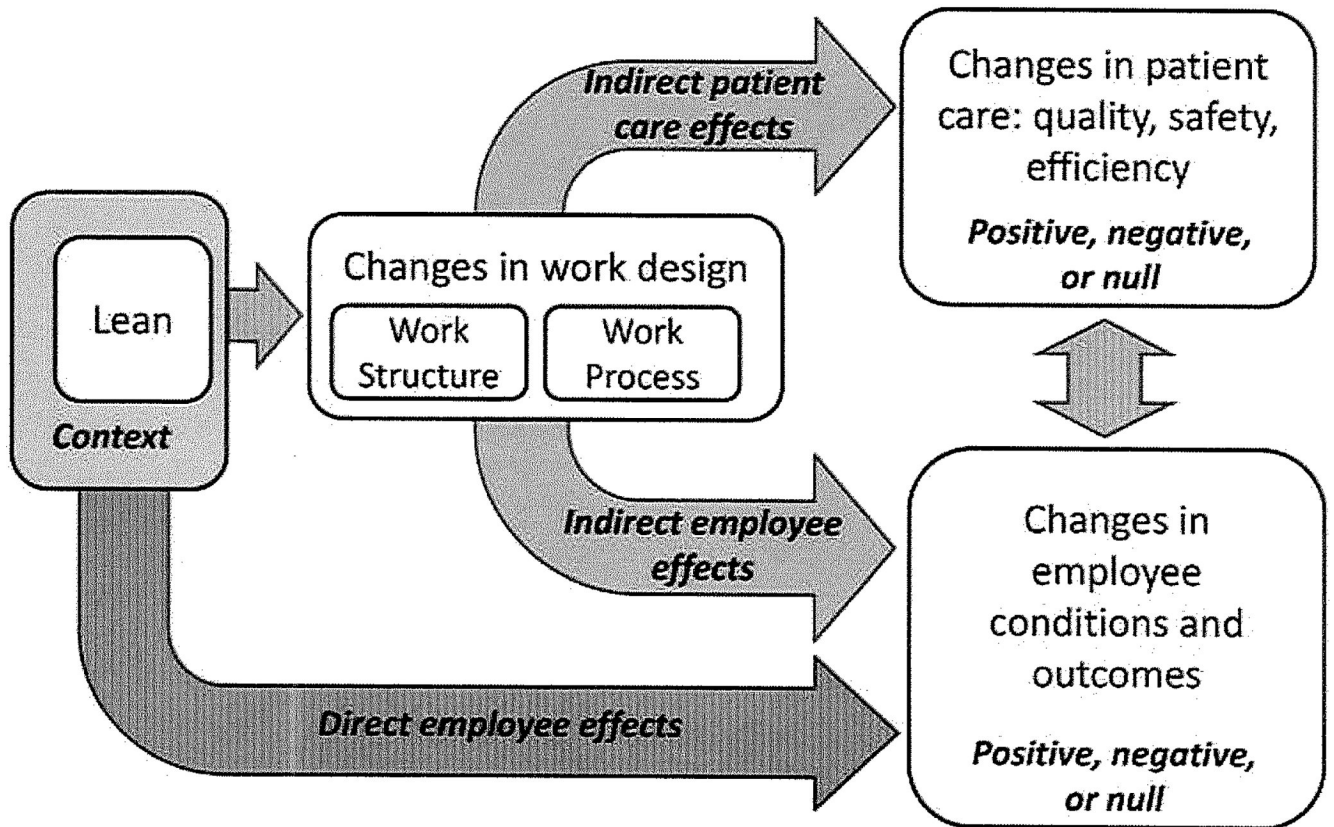 Indirect patient
care effects
Changes in patient
care: quality, safety,
efficiency
Positive, negative,
or null
Lean
Context
Changes in work design
Work
Structure
Work
Process
Indirect employee
effects
Changes in
employee
conditions and
outcomes
Positive, negative,
or null
Direct employee effects